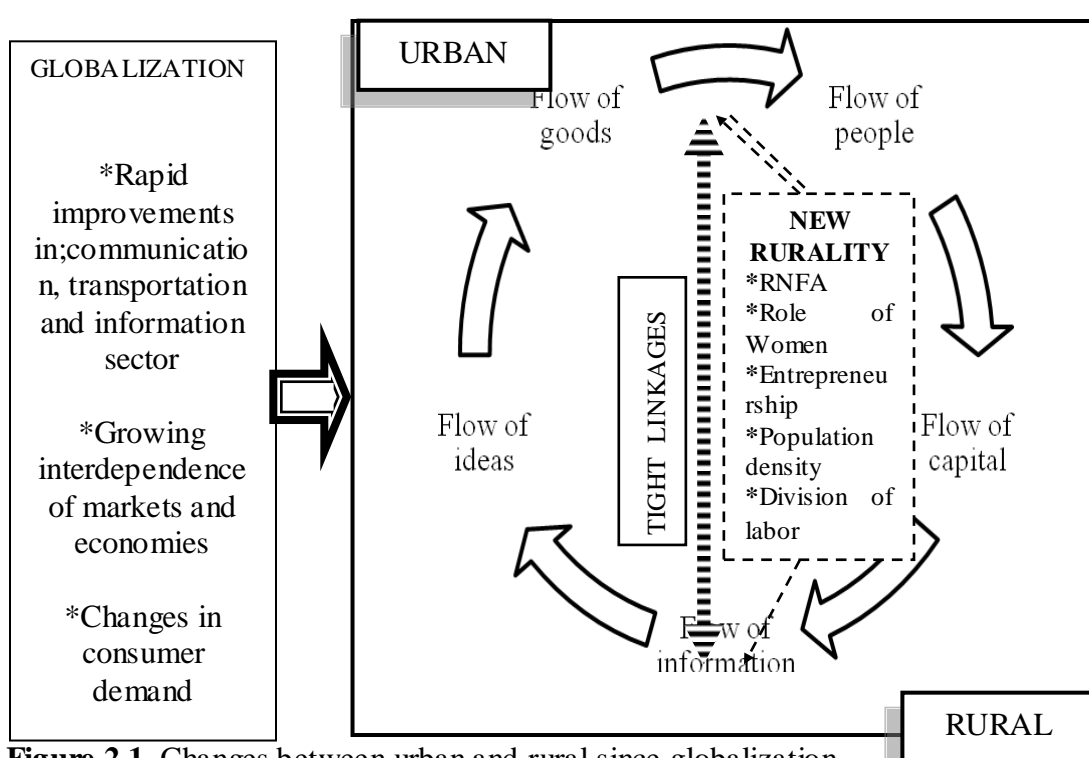 GLOBALIZATION
*Rapid
improvements
in;communicatio
n, transportation
and information
sector
*Growing
interdependence
of markets and
economies
*Changes in
consumer
demand
URBAN
Flow of
goods
Flow of
people
NEW
RURALITY
*RNFA
*Role of
Women
*Entrepreneu
rship
*Population
density
*Division of
labor
TIGHT LINKAGES
Flow of
ideas
Flow of
capital
Flow of
information
RURAL
Figure 2.1. Changes between urban and rural since globalization